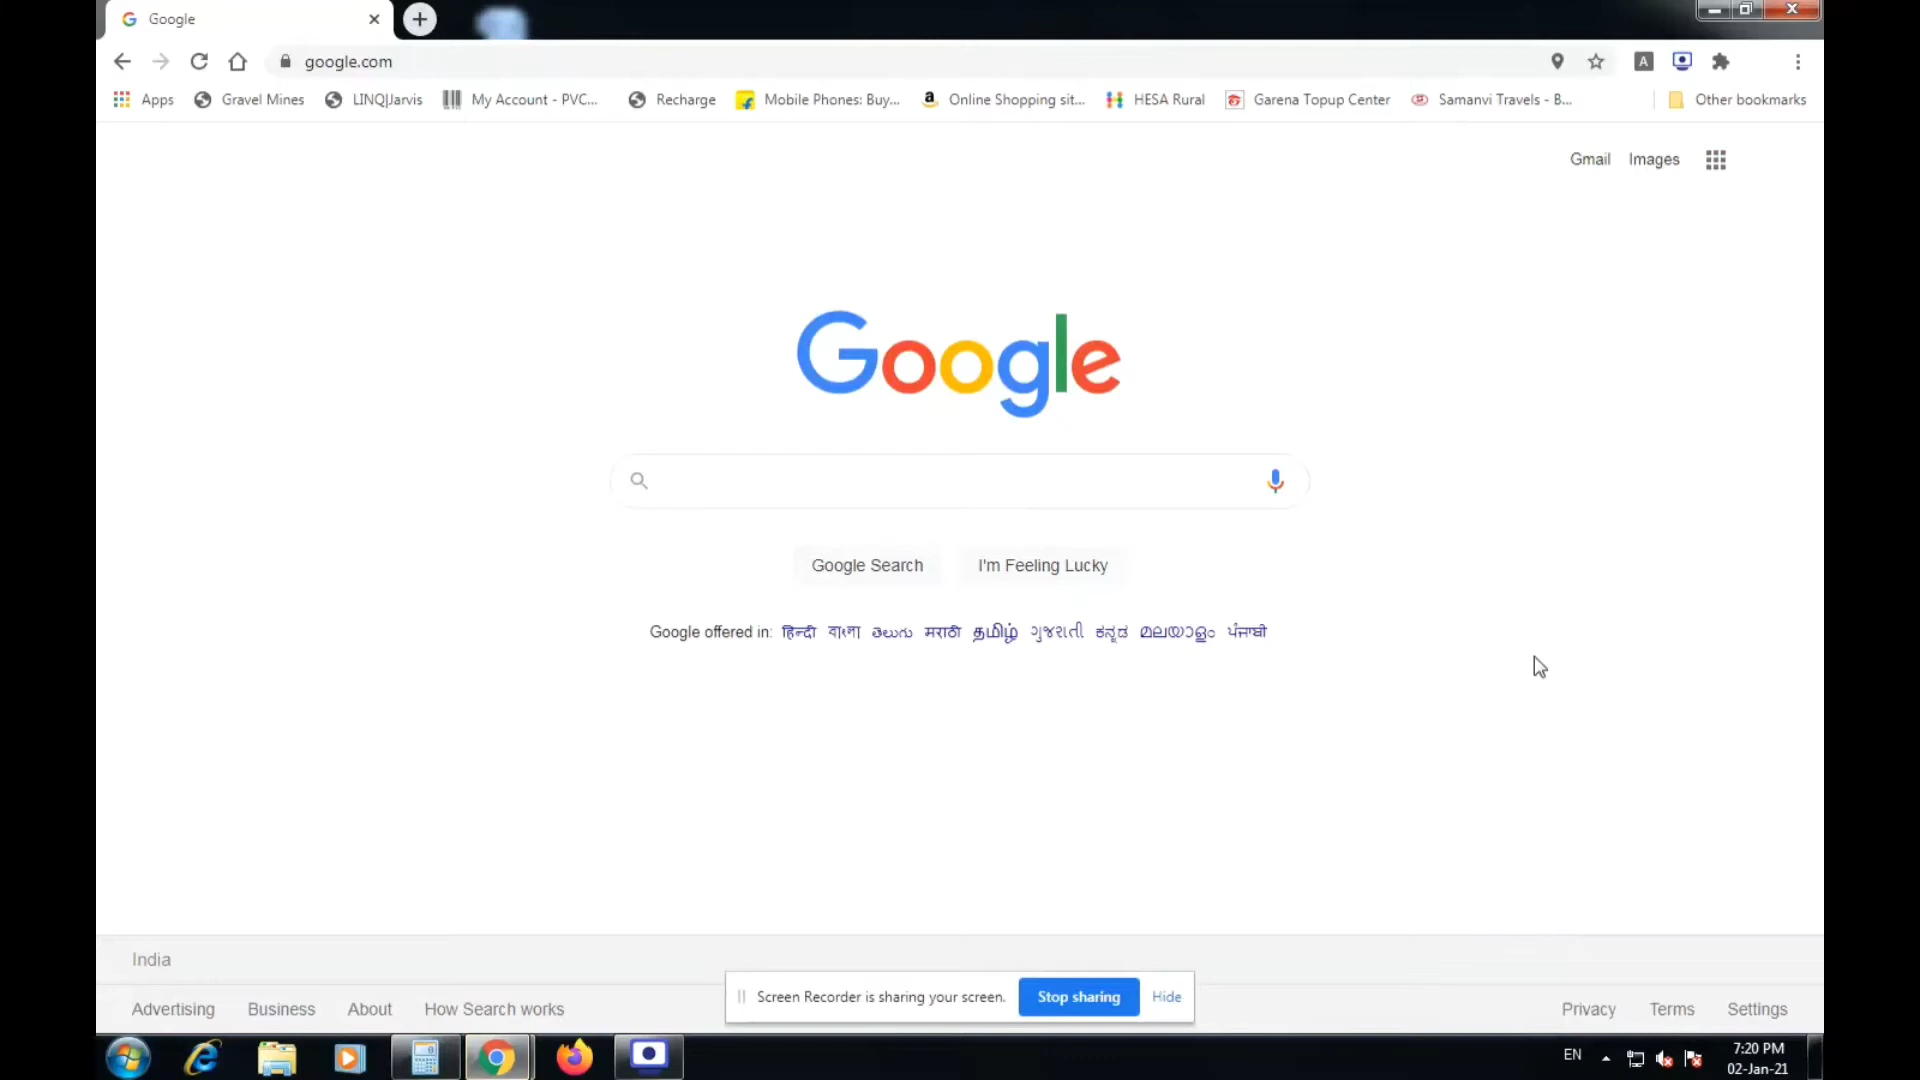 Google
google.com
Apps Gravel Mines LINQ|Jarvis My Account - PVC... Recharge Mobile Phones: Buy... Online Shopping sit... HESA Rural Garena Topup Center Samanvi Travels - B... Other bookmarks
Gmail Images
Google
Google Search I'm Feeling Lucky
Google offered in: हिन्दी বাংলা తెలుగు मराठी தமிழ் ગુજરાતી ಕನ್ನಡ മലയാളം ਪੰਜਾਬੀ
India
Screen Recorder is sharing your screen. Stop sharing Hide
Advertising Business About How Search works Privacy Terms Settings
EN 7:20 PM
02-Jan-21